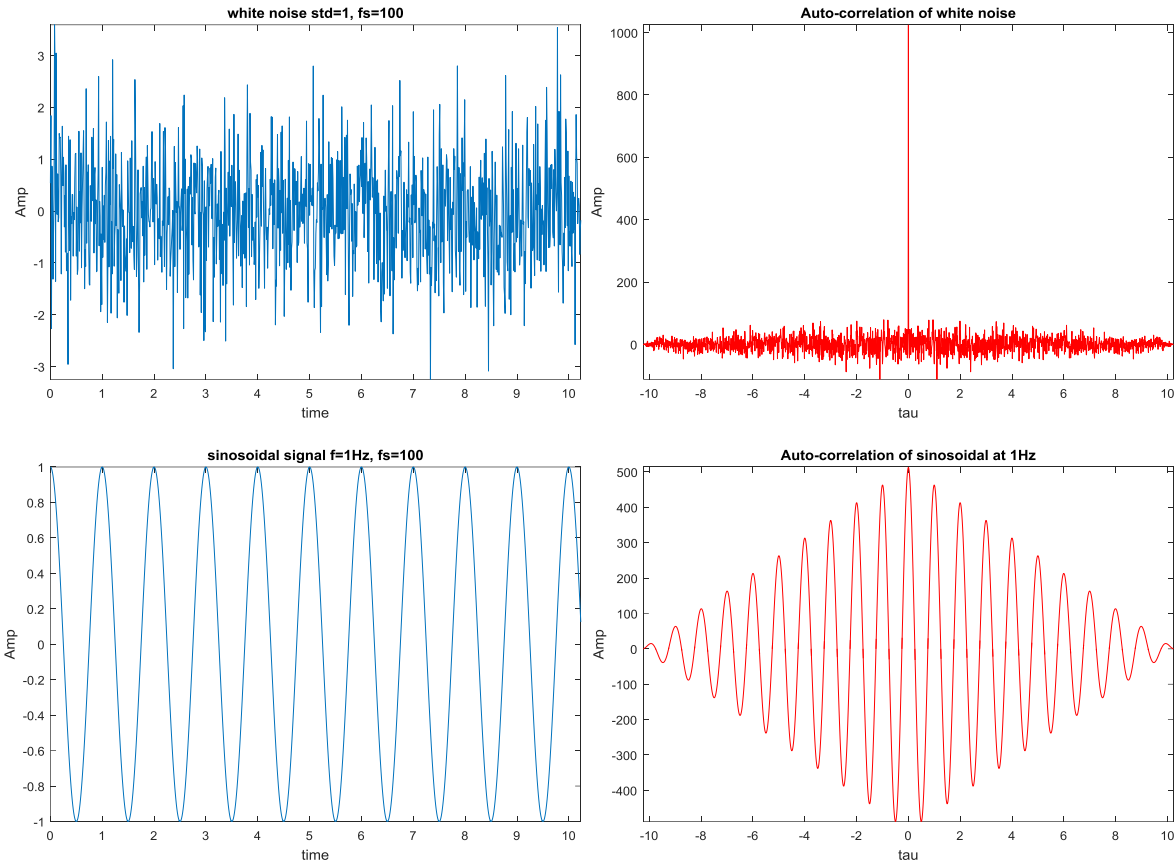 white noise std=1, fs=100
Amp
3
2
1
0
-1
-2
-3
0 1 2 3 4 5 6 7 8 9 10
time
Auto-correlation of white noise
Amp
1000
800
600
400
200
0
-10 -8 -6 -4 -2 0 2 4 6 8 10
tau
sinosoidal signal f=1Hz, fs=100
Amp
1
0.8
0.6
0.4
0.2
0
-0.2
-0.4
-0.6
-0.8
-1
0 1 2 3 4 5 6 7 8 9 10
time
Auto-correlation of sinosoidal at 1Hz
Amp
500
400
300
200
100
0
-100
-200
-300
-400
-10 -8 -6 -4 -2 0 2 4 6 8 10
tau